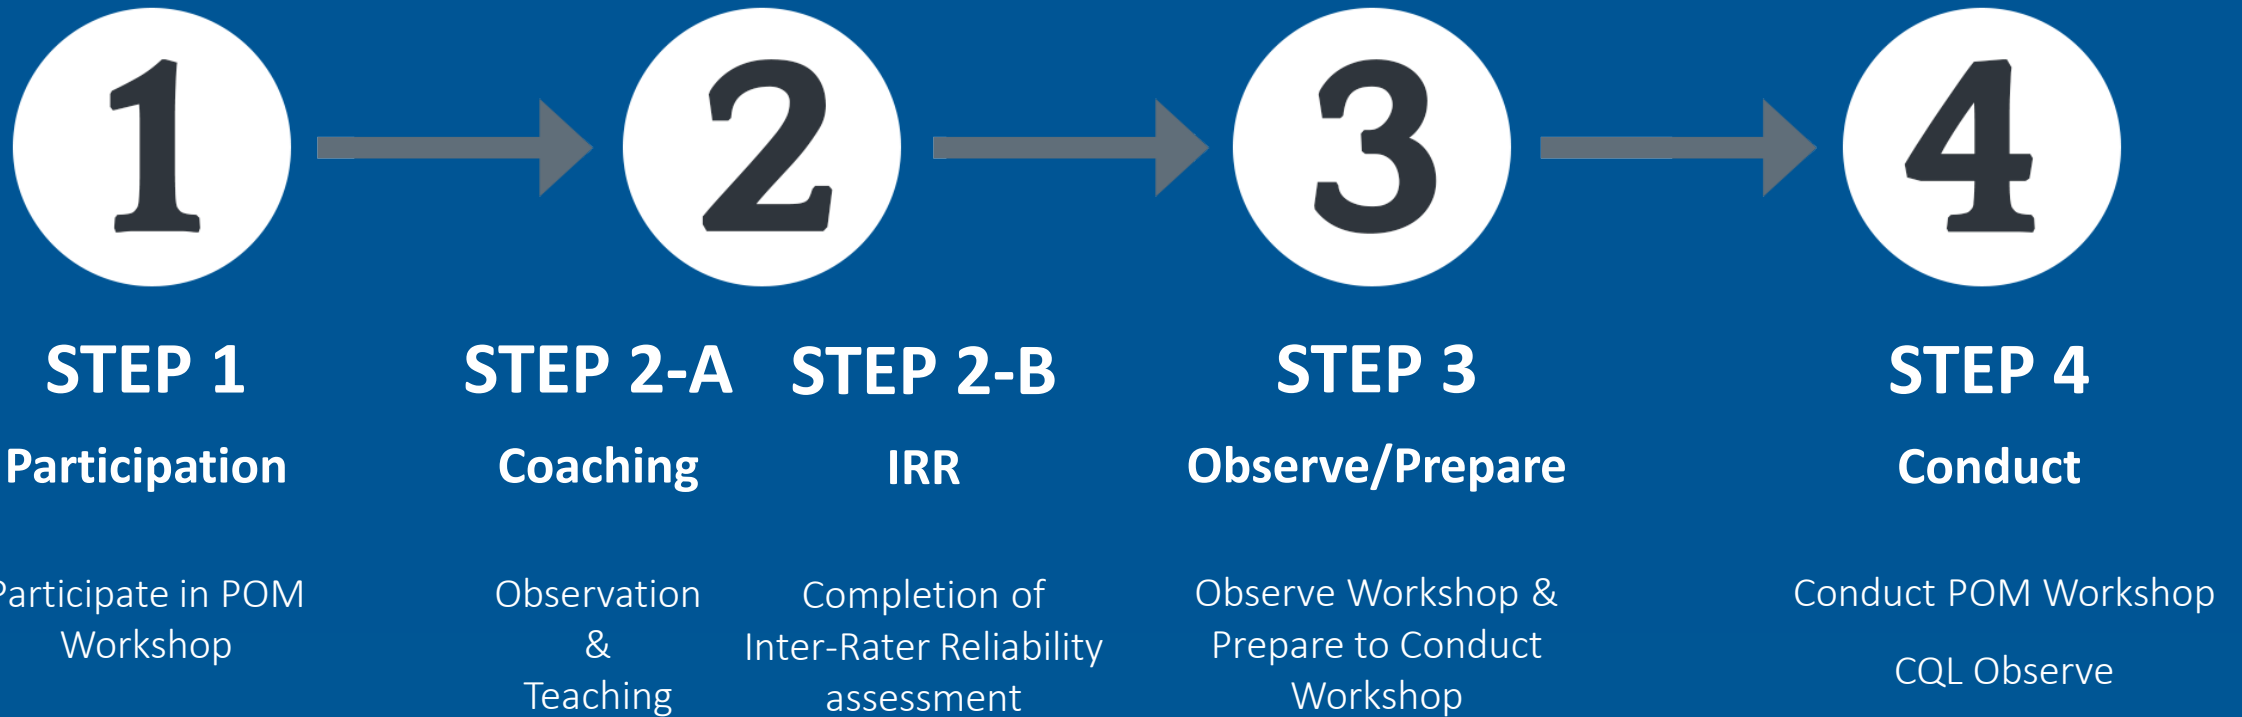 1
2
3
4
STEP 1
Participation
Participate in POM
Workshop
STEP 2-A
Coaching
Observation
&
Teaching
STEP 2-B
IRR
Completion of
Inter-Rater Reliability
assessment
STEP 3
Observe/Prepare
Observe Workshop &
Prepare to Conduct
Workshop
STEP 4
Conduct
Conduct POM Workshop
CQL Observe